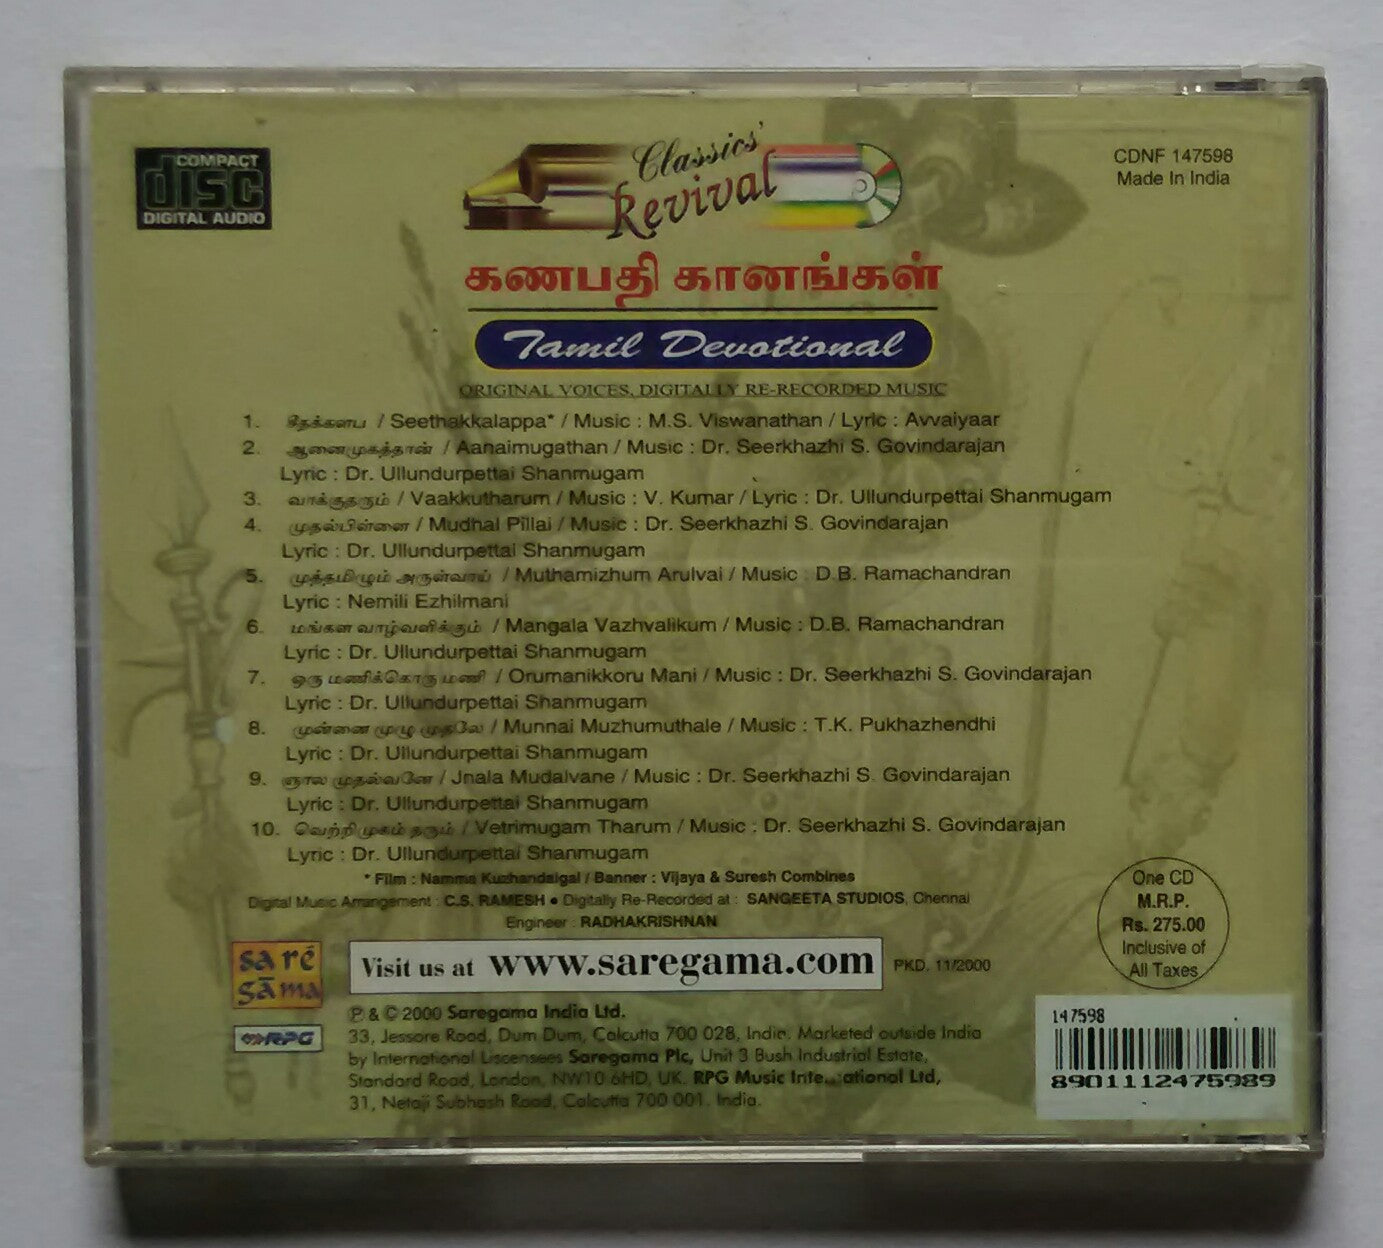 COMPACT
disc
DIGITAL AUDIO
Classics'
Revival
CDNF 147598
Made In India
கணபதி கானங்கள்
Tamil Devotional
ORIGINAL VOICES, DIGITALLY RE-RECORDED MUSIC
1. / Seethakkalappa* / Music : M.S. Viswanathan / Lyric : Avvaiyaar
2. ஆனைமுகத்தான் / Aanaimugathan / Music : Dr. Seerkhazhi S. Govindarajan
Lyric : Dr. Ullundurpettai Shanmugam
3. வாக்குதரும் / Vaakkutharum / Music : V. Kumar / Lyric : Dr. Ullundurpettai Shanmugam
4. முதல்பிள்ளை / Mudhal Pillai / Music : Dr. Seerkhazhi S. Govindarajan
Lyric : Dr. Ullundurpettai Shanmugam
5. முத்தமிழும் அருள்வாய் / Muthamizhum Arulvai / Music : D.B. Ramachandran
Lyric : Nemili Ezhilmani
6. மங்கள வாழ்வளிக்கும் / Mangala Vazhvalikum / Music : D.B. Ramachandran
Lyric : Dr. Ullundurpettai Shanmugam
7. ஒரு மணிக்கொரு மணி / Orumanikkoru Mani / Music : Dr. Seerkhazhi S. Govindarajan
Lyric : Dr. Ullundurpettai Shanmugam
8. முன்னை முழு முதலே / Munnai Muzhumuthale / Music : T.K. Pukhazhendhi
Lyric : Dr. Ullundurpettai Shanmugam
9. ஞால முதல்வனே / Jnala Mudalvane / Music : Dr. Seerkhazhi S. Govindarajan
Lyric : Dr. Ullundurpettai Shanmugam
10. வெற்றிமுகம் தரும் / Vetrimugam Tharum / Music : Dr. Seerkhazhi S. Govindarajan
Lyric : Dr. Ullundurpettai Shanmugam
* Film : Namma Kuzhandaigal / Banner : Vijaya & Suresh Combines
Digital Music Arrangement : C.S. RAMESH ● Digitally Re-Recorded at : SANGEETA STUDIOS, Chennai
Engineer : RADHAKRISHNAN
One CD
M.R.P.
Rs. 275.00
Inclusive of
All Taxes
sa ré
gā ma
RPG
Visit us at www.saregama.com
PKD. 11/2000
℗ & © 2000 Saregama India Ltd.
33, Jessore Road, Dum Dum, Calcutta 700 028, India. Marketed outside India
by International Liscensees Saregama Plc, Unit 3 Bush Industrial Estate,
Standard Road, London, NW10 6HD, UK. RPG Music International Ltd,
31, Netaji Subhash Road, Calcutta 700 001. India.
147598
8901112475989